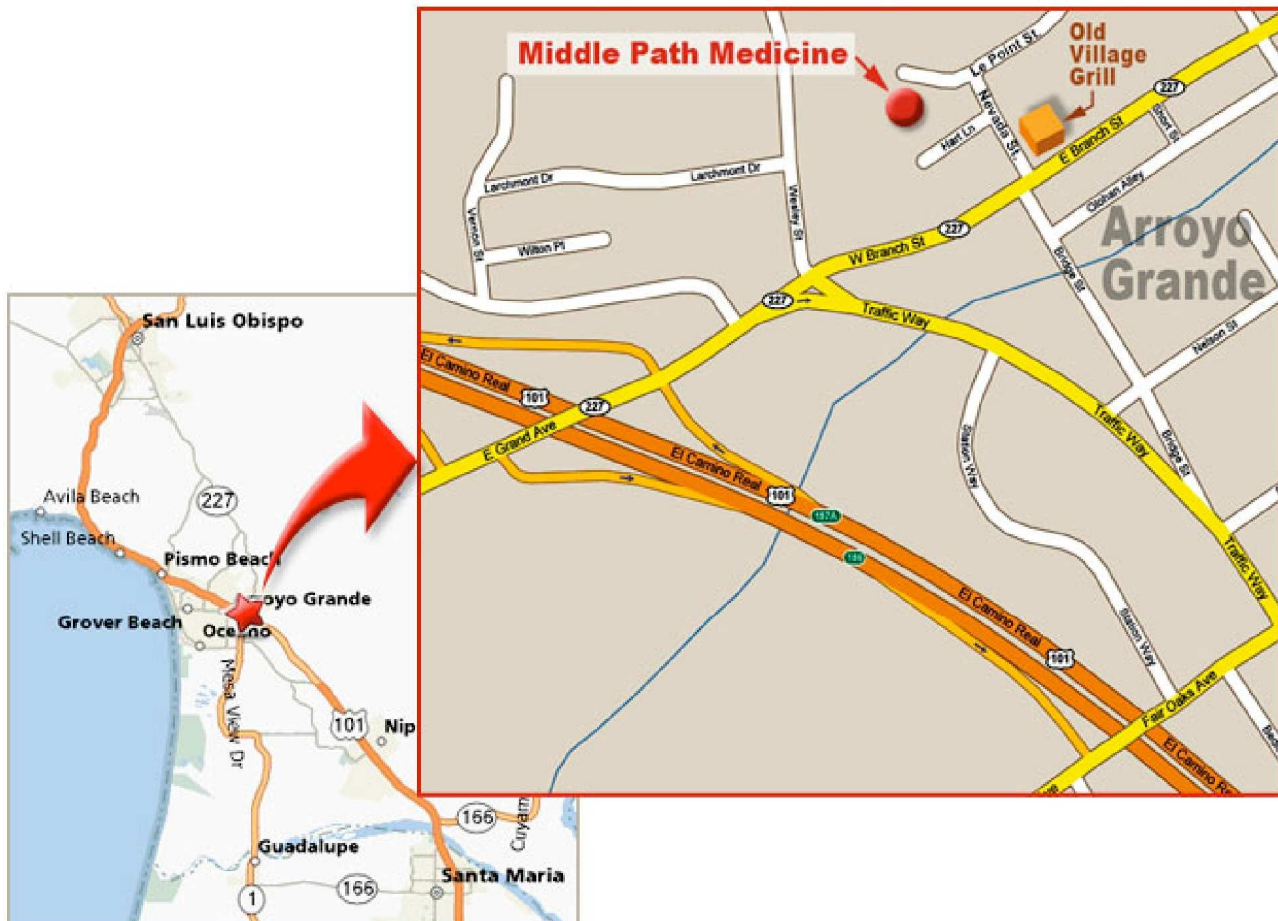 Middle Path Medicine
Le Point St.
Old
Village
Grill
227
Nevada St.
Hart Ln
E Branch St
Short St
Larchmont Dr
Larchmont Dr
Wesley St
Vernon St
Wilton Pl
Olohan Alley
227
W Branch St
Arroyo
Grande
Bridge St
227
Traffic Way
Nelson St
El Camino Real
101
227
E Grand Ave
Traffic Way
Station Way
Bridge St
El Camino Real
101
187A
186
Traffic Way
El Camino Real
101
Station Way
Fair Oaks Ave
El Camino Real
San Luis Obispo
227
Avila Beach
Shell Beach
Pismo Beach
royo Grande
Grover Beach
Oceano
Mesa View Dr
101
Nip
166
Cuyam
Guadalupe
1
166
Santa Maria